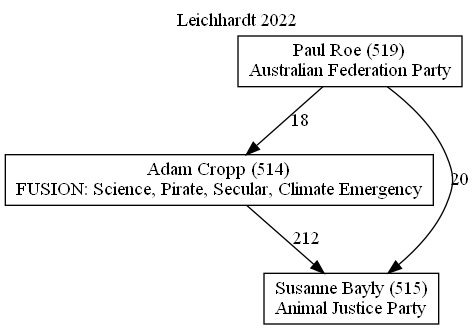 Leichhardt 2022
Paul Roe (519)
Australian Federation Party
18
Adam Cropp (514)
FUSION: Science, Pirate, Secular, Climate Emergency
20
212
Susanne Bayly (515)
Animal Justice Party